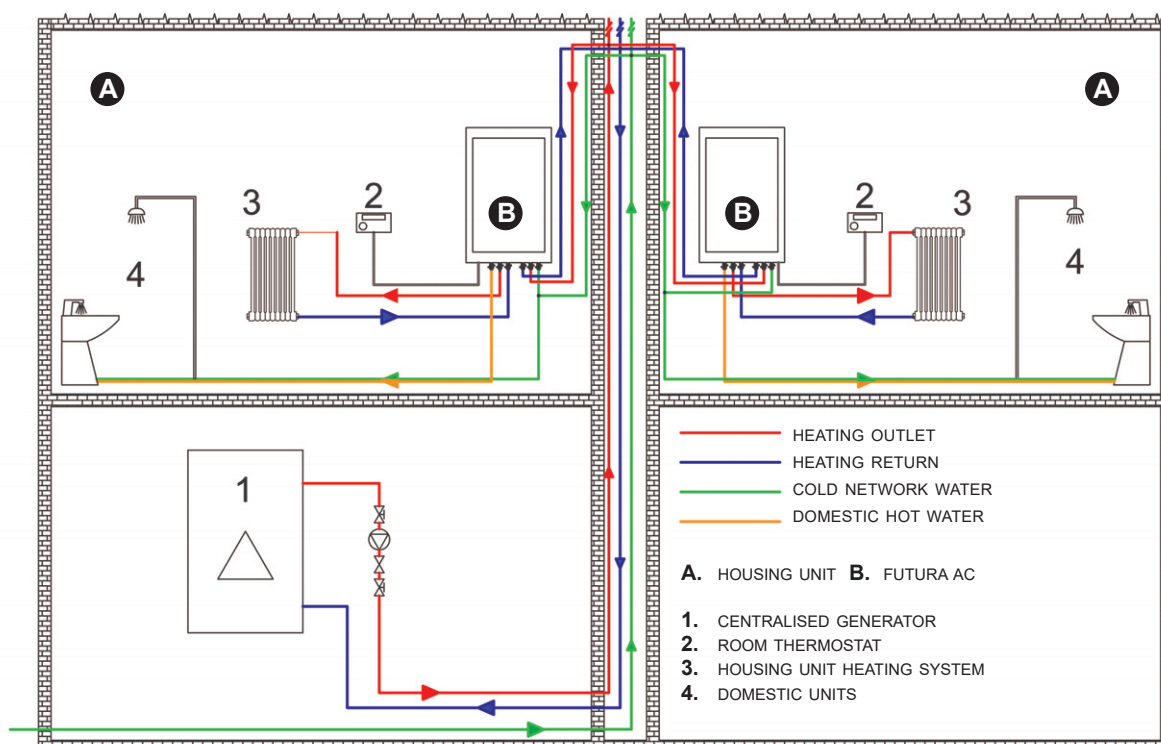 A
A
B
B
2
3
4
2
3
4
1
HEATING OUTLET
HEATING RETURN
COLD NETWORK WATER
DOMESTIC HOT WATER
A. HOUSING UNIT B. FUTURA AC
1. CENTRALISED GENERATOR
2. ROOM THERMOSTAT
3. HOUSING UNIT HEATING SYSTEM
4. DOMESTIC UNITS